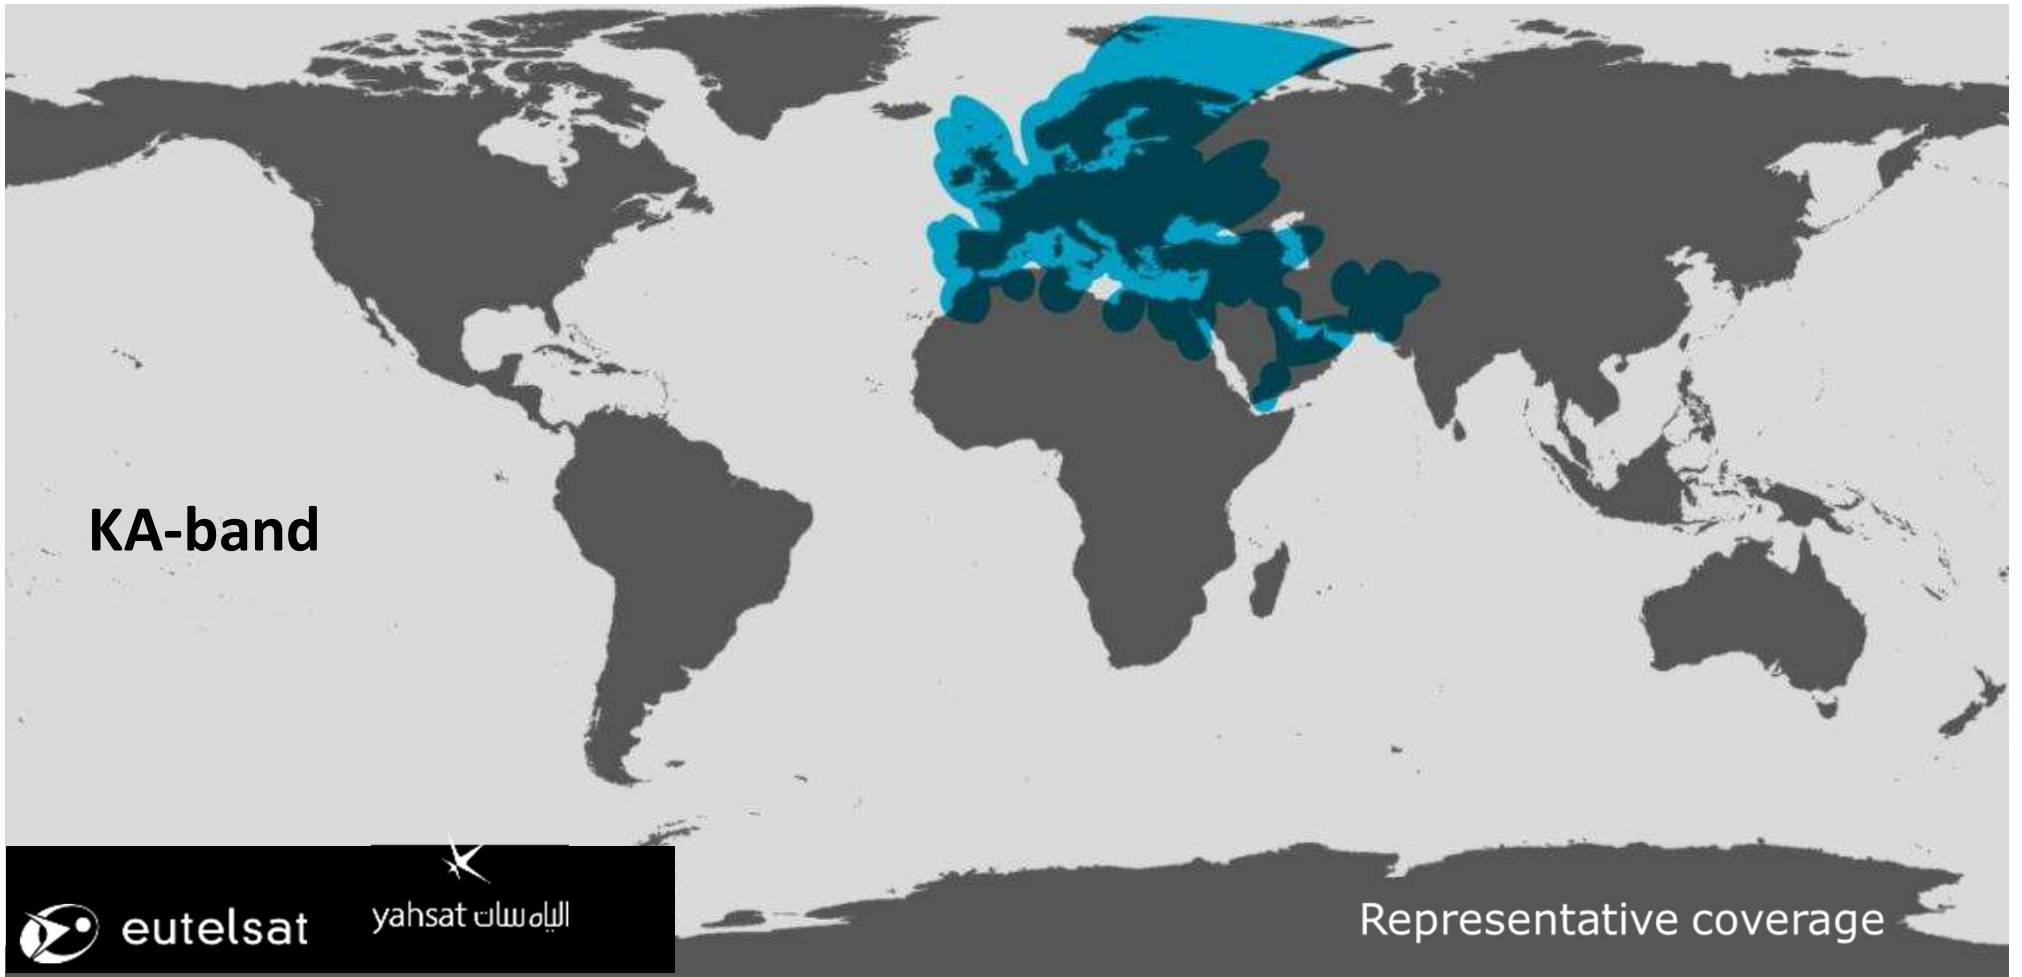 KA-band
eutelsat
yahsat الياه سات
Representative coverage